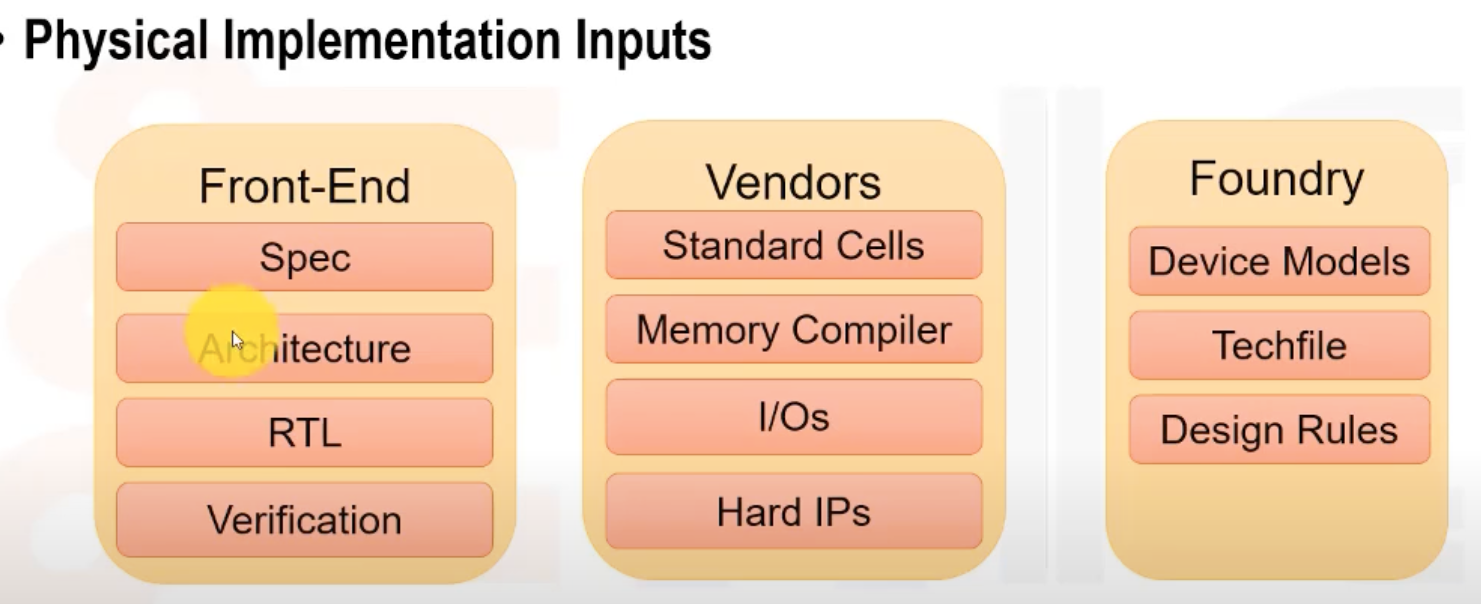 • Physical Implementation Inputs
Front-End
Spec
Architecture
RTL
Verification
Vendors
Standard Cells
Memory Compiler
I/Os
Hard IPs
Foundry
Device Models
Techfile
Design Rules